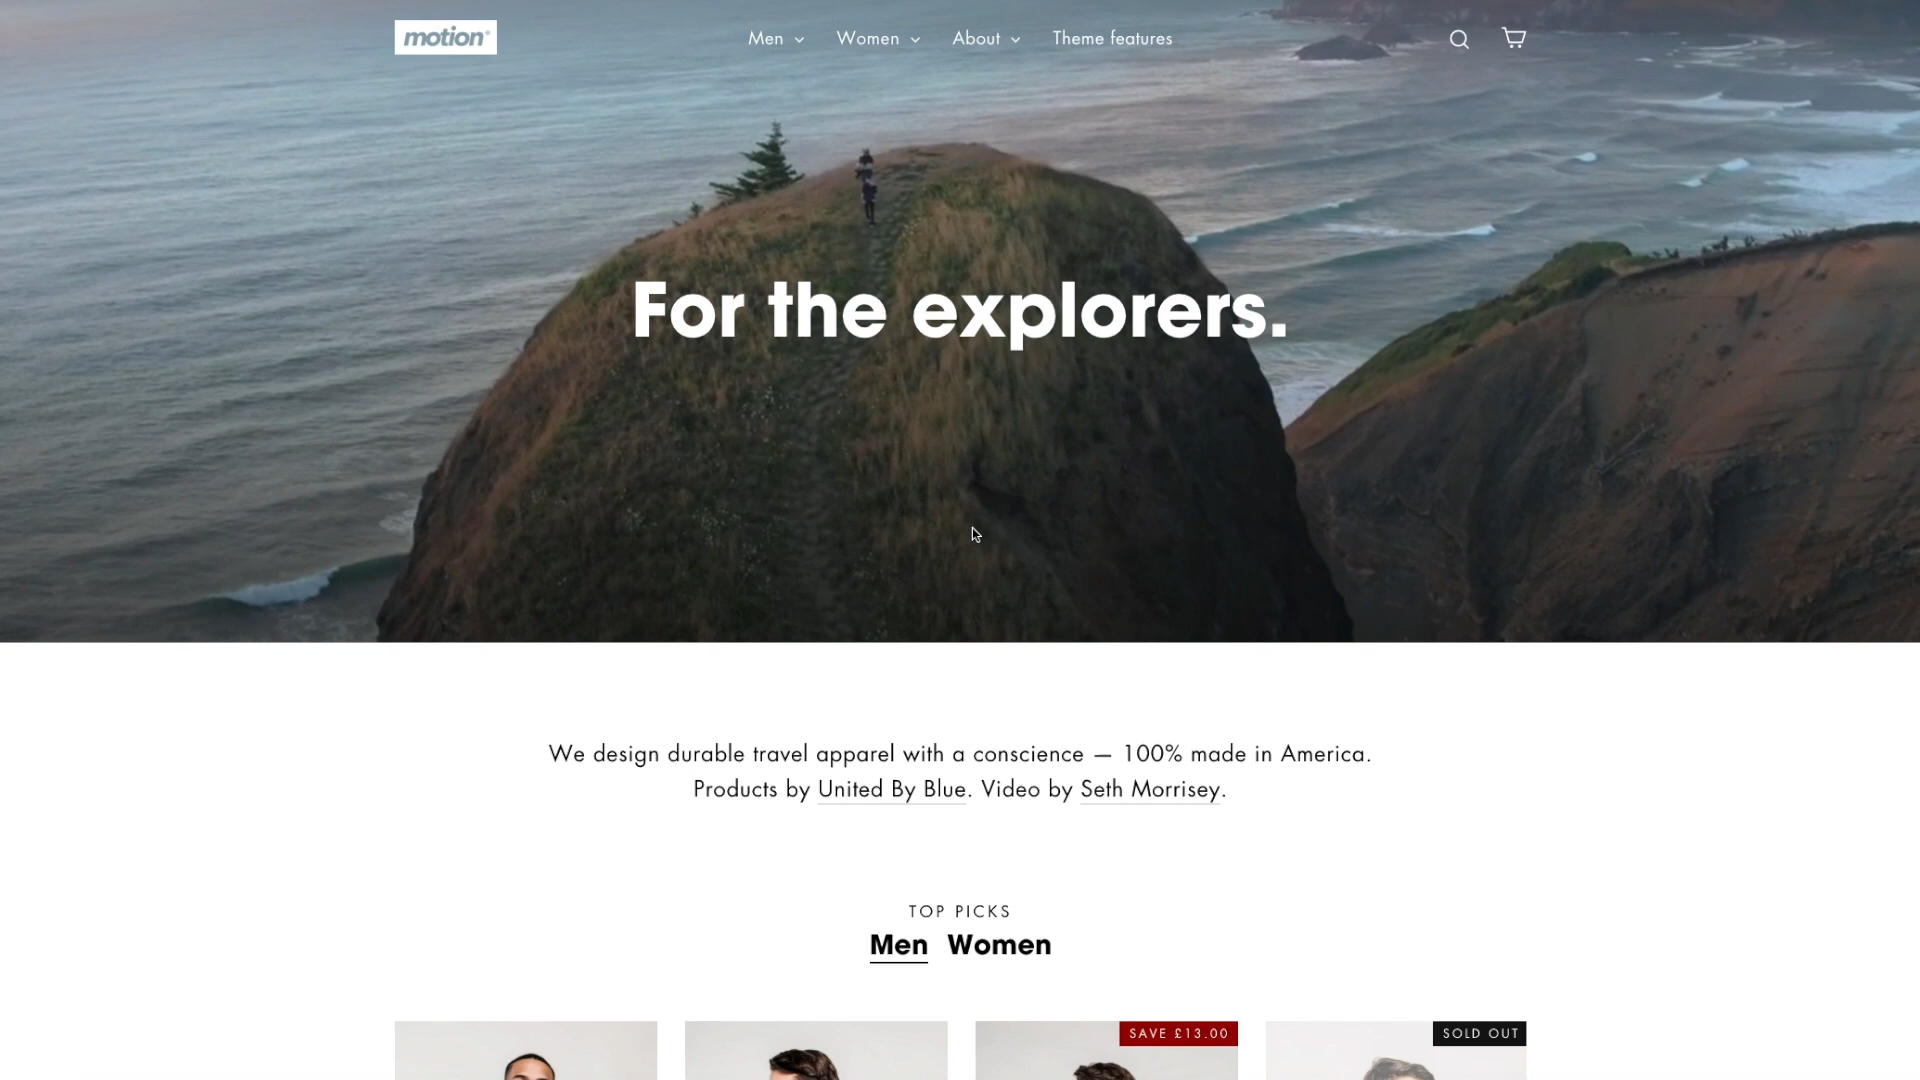 motion
Men
Women
About
Theme features
For the explorers.
We design durable travel apparel with a conscience — 100% made in America.
Products by United By Blue. Video by Seth Morrisey.
TOP PICKS
Men Women
SAVE £13.00
SOLD OUT